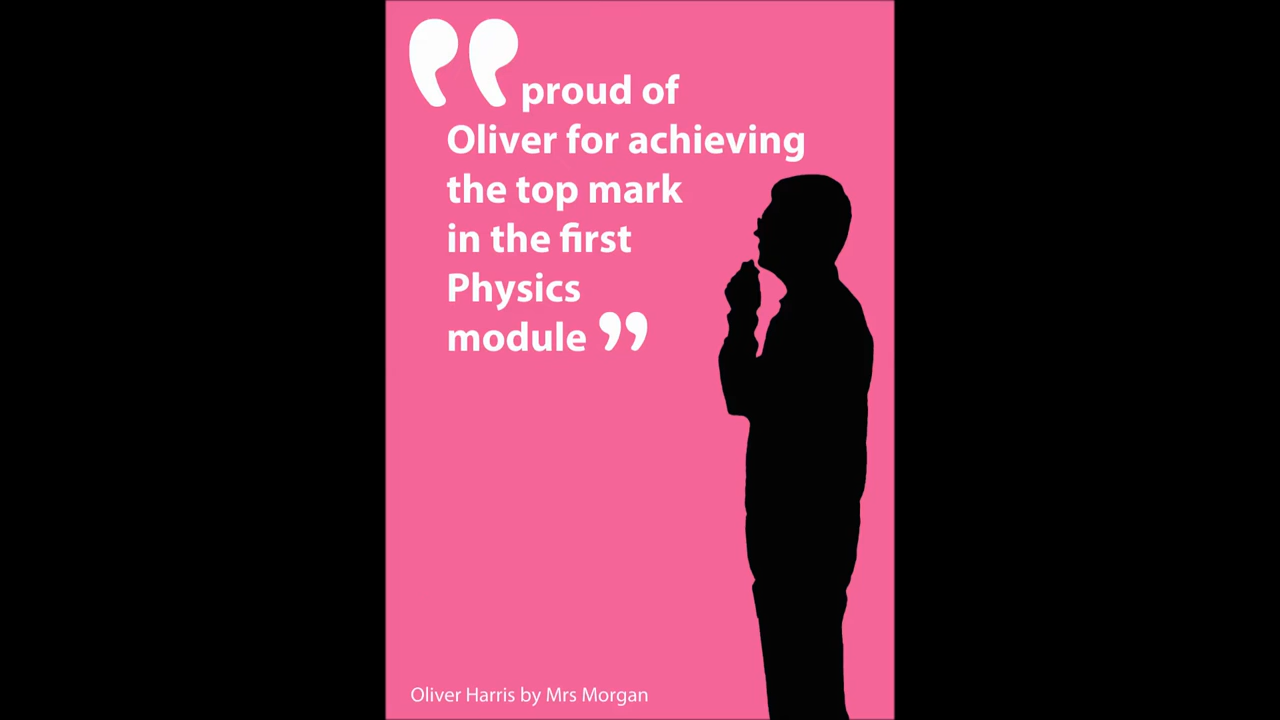 “ proud of
Oliver for achieving
the top mark
in the first
Physics
module ”
Oliver Harris by Mrs Morgan